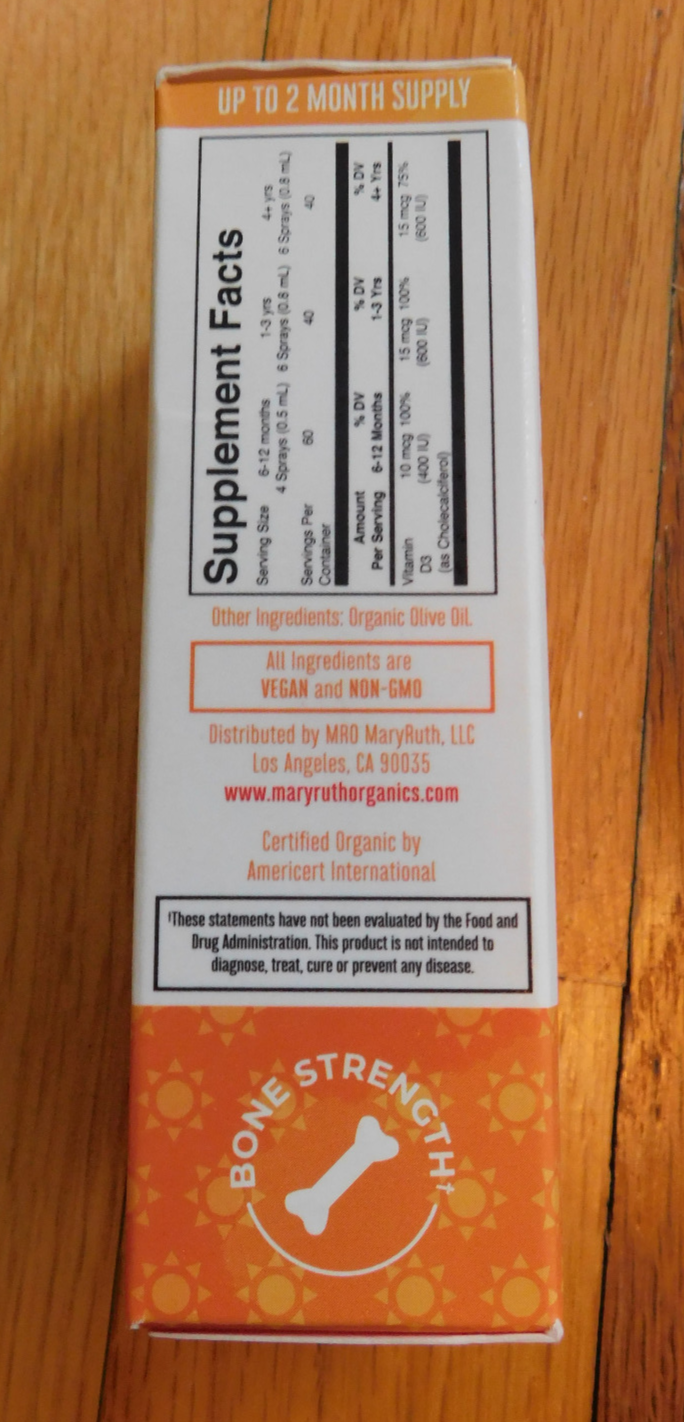 UP TO 2 MONTH SUPPLY
Supplement Facts
Serving Size 6-12 months 1-3 yrs 4+ yrs
4 Sprays (0.5 mL) 6 Sprays (0.8 mL) 6 Sprays (0.8 mL)
Servings Per 60 40 40
Container
Amount % DV % DV % DV
Per Serving 6-12 Months 1-3 Yrs 4+ Yrs
Vitamin 10 mcg 100% 15 mcg 100% 15 mcg 75%
D3 (400 IU) (600 IU) (600 IU)
(as Cholecalciferol)
Other Ingredients: Organic Olive Oil.
All Ingredients are
VEGAN and NON-GMO
Distributed by MRO MaryRuth, LLC
Los Angeles, CA 90035
www.maryruthorganics.com
Certified Organic by
Americert International
†These statements have not been evaluated by the Food and
Drug Administration. This product is not intended to
diagnose, treat, cure or prevent any disease.
BONE STRENGTH†